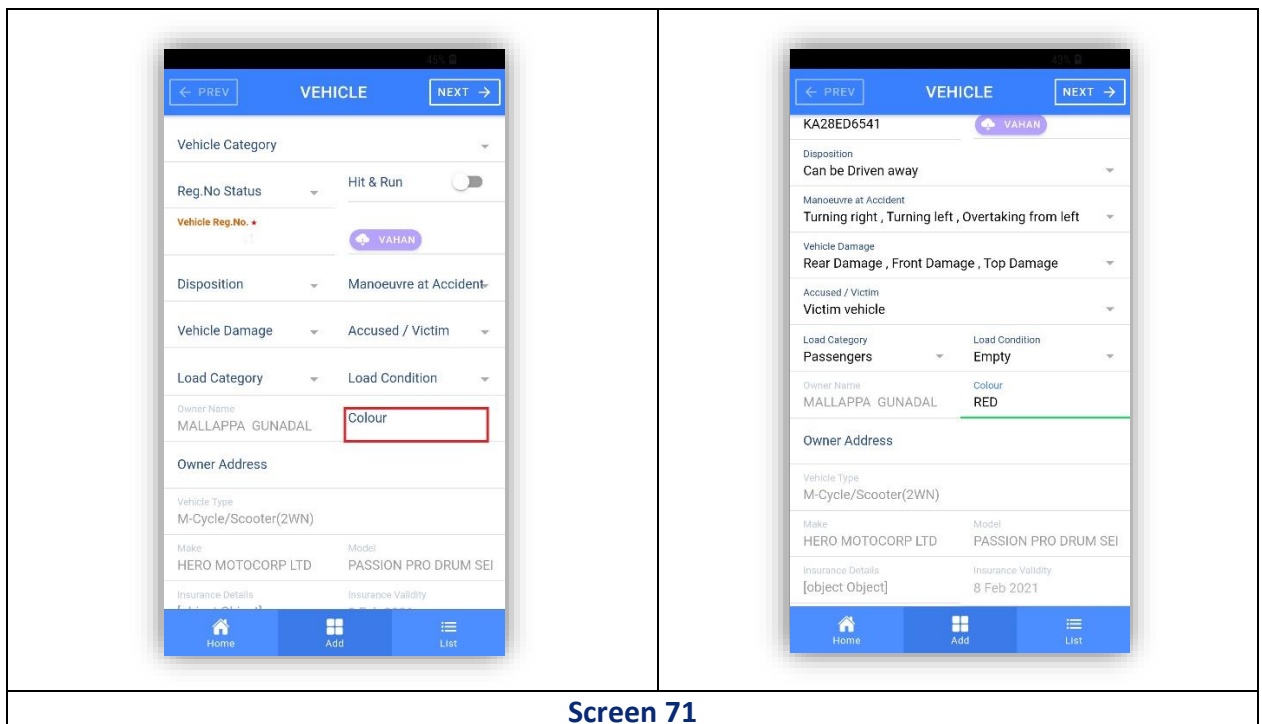 45%
← PREV VEHICLE NEXT →
Vehicle Category
Reg.No Status Hit & Run
Vehicle Reg.No. *
VAHAN
Disposition Manoeuvre at Accident
Vehicle Damage Accused / Victim
Load Category Load Condition
Owner Name Colour
MALLAPPA GUNADAL
Owner Address
Vehicle Type
M-Cycle/Scooter(2WN)
Make Model
HERO MOTOCORP LTD PASSION PRO DRUM SEI
Insurance Details Insurance Validity
Home Add List
43%
← PREV VEHICLE NEXT →
KA28ED6541 VAHAN
Disposition
Can be Driven away
Manoeuvre at Accident
Turning right , Turning left , Overtaking from left
Vehicle Damage
Rear Damage , Front Damage , Top Damage
Accused / Victim
Victim vehicle
Load Category Load Condition
Passengers Empty
Owner Name Colour
MALLAPPA GUNADAL RED
Owner Address
Vehicle Type
M-Cycle/Scooter(2WN)
Make Model
HERO MOTOCORP LTD PASSION PRO DRUM SEI
Insurance Details Insurance Validity
[object Object] 8 Feb 2021
Home Add List
Screen 71